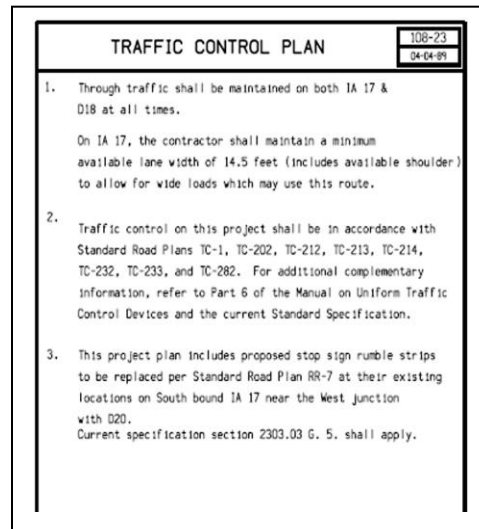 TRAFFIC CONTROL PLAN
108-23
04-04-89
1. Through traffic shall be maintained on both IA 17 &
D18 at all times.
On IA 17, the contractor shall maintain a minimum
available lane width of 14.5 feet (includes available shoulder)
to allow for wide loads which may use this route.
2. Traffic control on this project shall be in accordance with
Standard Road Plans TC-1, TC-202, TC-212, TC-213, TC-214,
TC-232, TC-233, and TC-282. For additional complementary
information, refer to Part 6 of the Manual on Uniform Traffic
Control Devices and the current Standard Specification.
3. This project plan includes proposed stop sign rumble strips
to be replaced per Standard Road Plan RR-7 at their existing
locations on South bound IA 17 near the West junction
with D20.
Current specification section 2303.03 G. 5. shall apply.